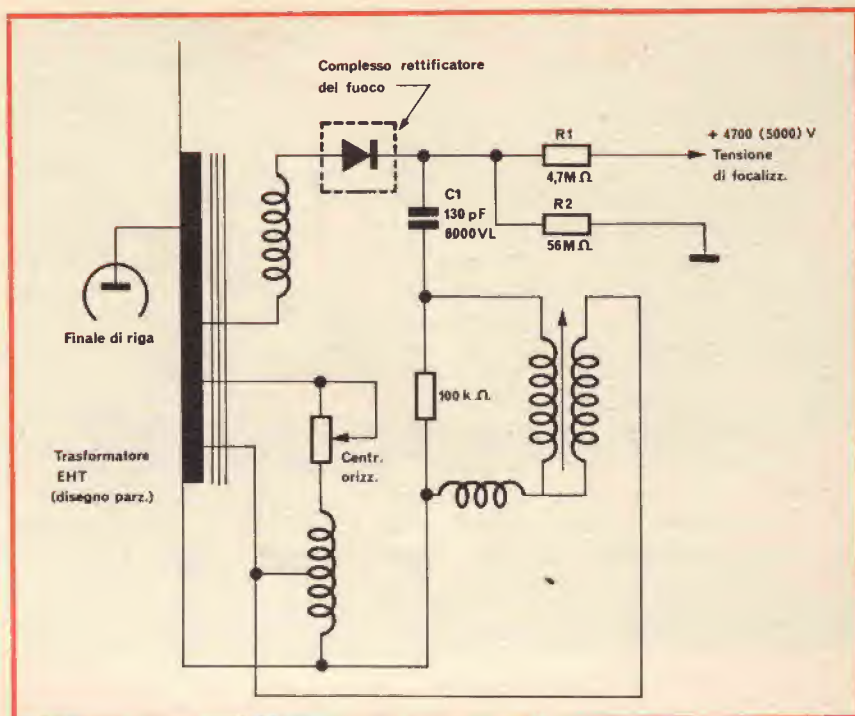 Complesso rettificatore
del fuoco
R1
4,7MΩ
+ 4700 (5000) V
Tensione
di focalizz.
C1
130 pF
6000VL
R2
56MΩ
Finale di riga
100 kΩ
Centr.
orizz.
Trasformatore
EHT
(disegno parz.)